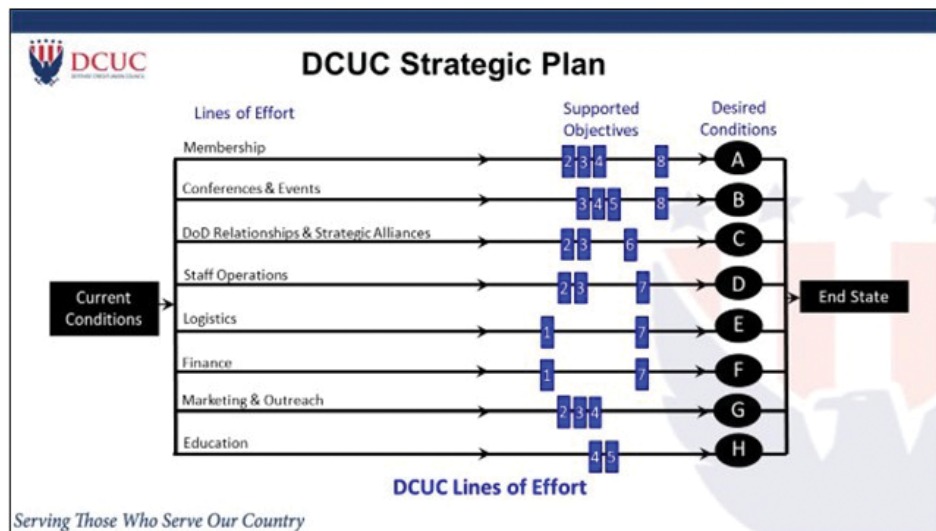 DCUC
DEFENSE CREDIT UNION COUNCIL
DCUC Strategic Plan
Lines of Effort
Supported
Objectives
Desired
Conditions
Membership
2 3 4 8 A
Conferences & Events
3 4 5 8 B
DoD Relationships & Strategic Alliances
2 3 6 C
Staff Operations
2 3 7 D
Current
Conditions
End State
Logistics
1 7 E
Finance
1 7 F
Marketing & Outreach
2 3 4 G
Education
4 5 H
DCUC Lines of Effort
Serving Those Who Serve Our Country